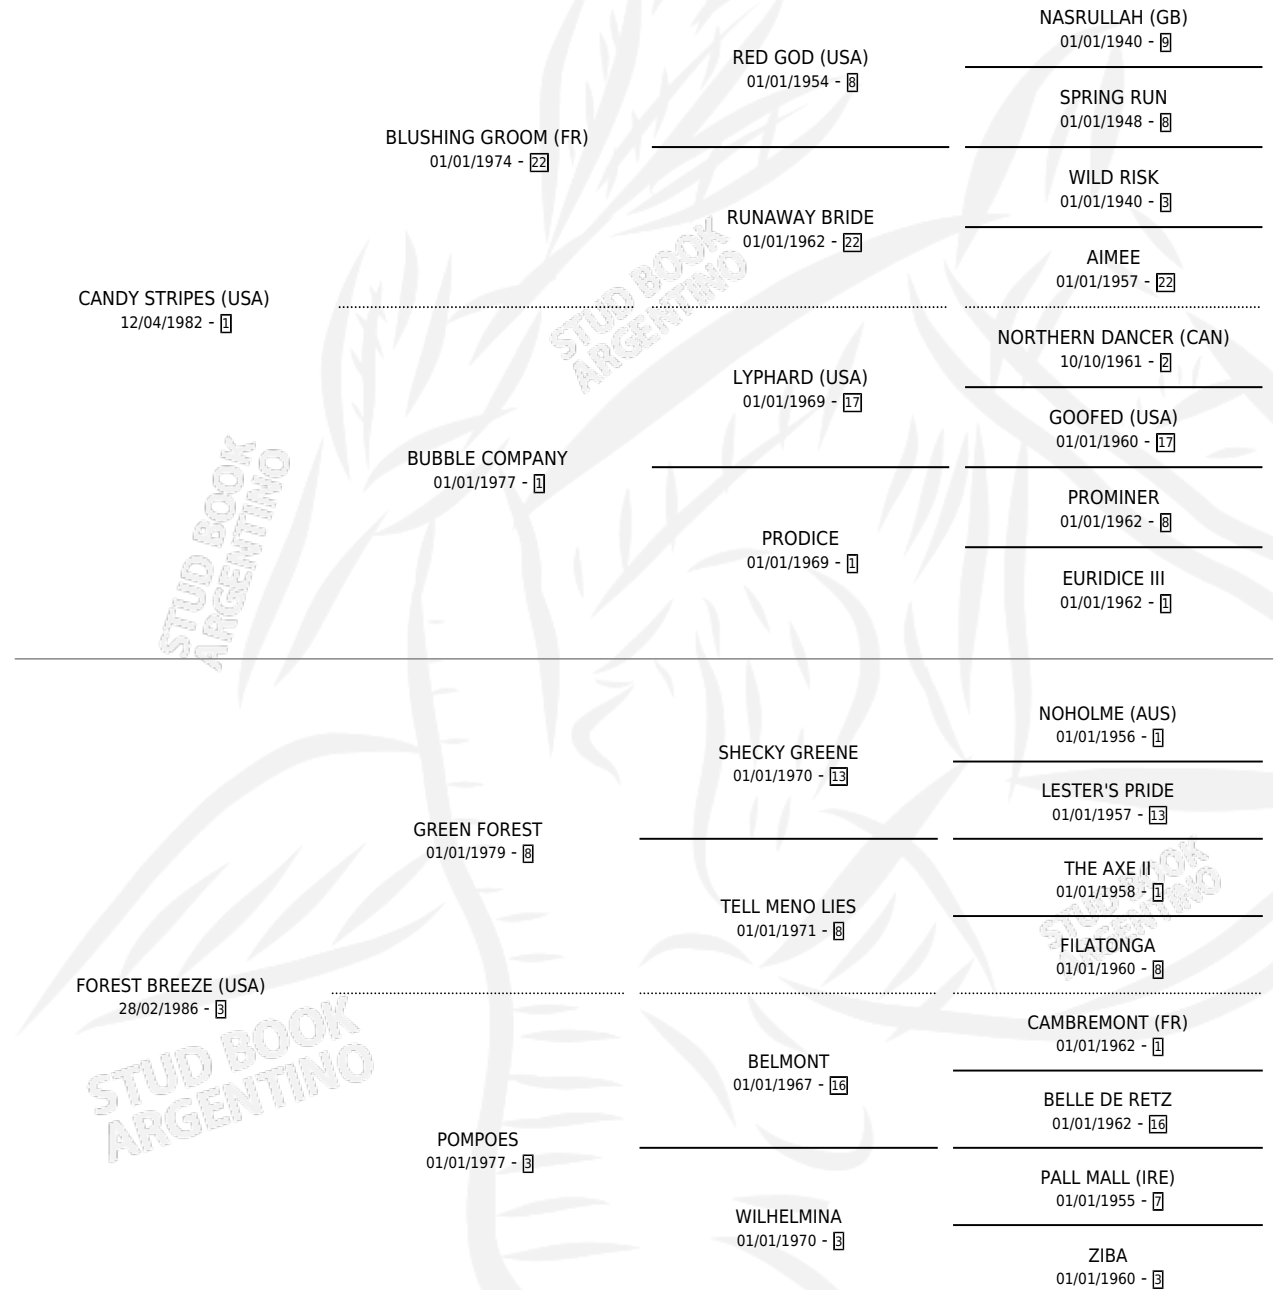 NASRULLAH (GB)
01/01/1940 - 9
RED GOD (USA)
01/01/1954 - 8
SPRING RUN
01/01/1948 - 8
BLUSHING GROOM (FR)
01/01/1974 - 22
WILD RISK
01/01/1940 - 3
RUNAWAY BRIDE
01/01/1962 - 22
AIMEE
01/01/1957 - 22
CANDY STRIPES (USA)
12/04/1982 - 1
NORTHERN DANCER (CAN)
10/10/1961 - 2
LYPHARD (USA)
01/01/1969 - 17
GOOFED (USA)
01/01/1960 - 17
BUBBLE COMPANY
01/01/1977 - 1
PROMINER
01/01/1962 - 8
PRODICE
01/01/1969 - 1
EURIDICE III
01/01/1962 - 1
STUD BOOK
ARGENTINO
STUD BOOK
ARGENTINO
NOHOLME (AUS)
01/01/1956 - 1
SHECKY GREENE
01/01/1970 - 13
LESTER'S PRIDE
01/01/1957 - 13
GREEN FOREST
01/01/1979 - 8
THE AXE II
01/01/1958 - 1
TELL MENO LIES
01/01/1971 - 8
FILATONGA
01/01/1960 - 8
FOREST BREEZE (USA)
28/02/1986 - 3
CAMBREMONT (FR)
01/01/1962 - 1
BELMONT
01/01/1967 - 16
BELLE DE RETZ
01/01/1962 - 16
POMPOES
01/01/1977 - 3
PALL MALL (IRE)
01/01/1955 - 7
WILHELMINA
01/01/1970 - 3
ZIBA
01/01/1960 - 3
STUD BOOK
ARGENTINO
STUD BOOK
ARGENTINO